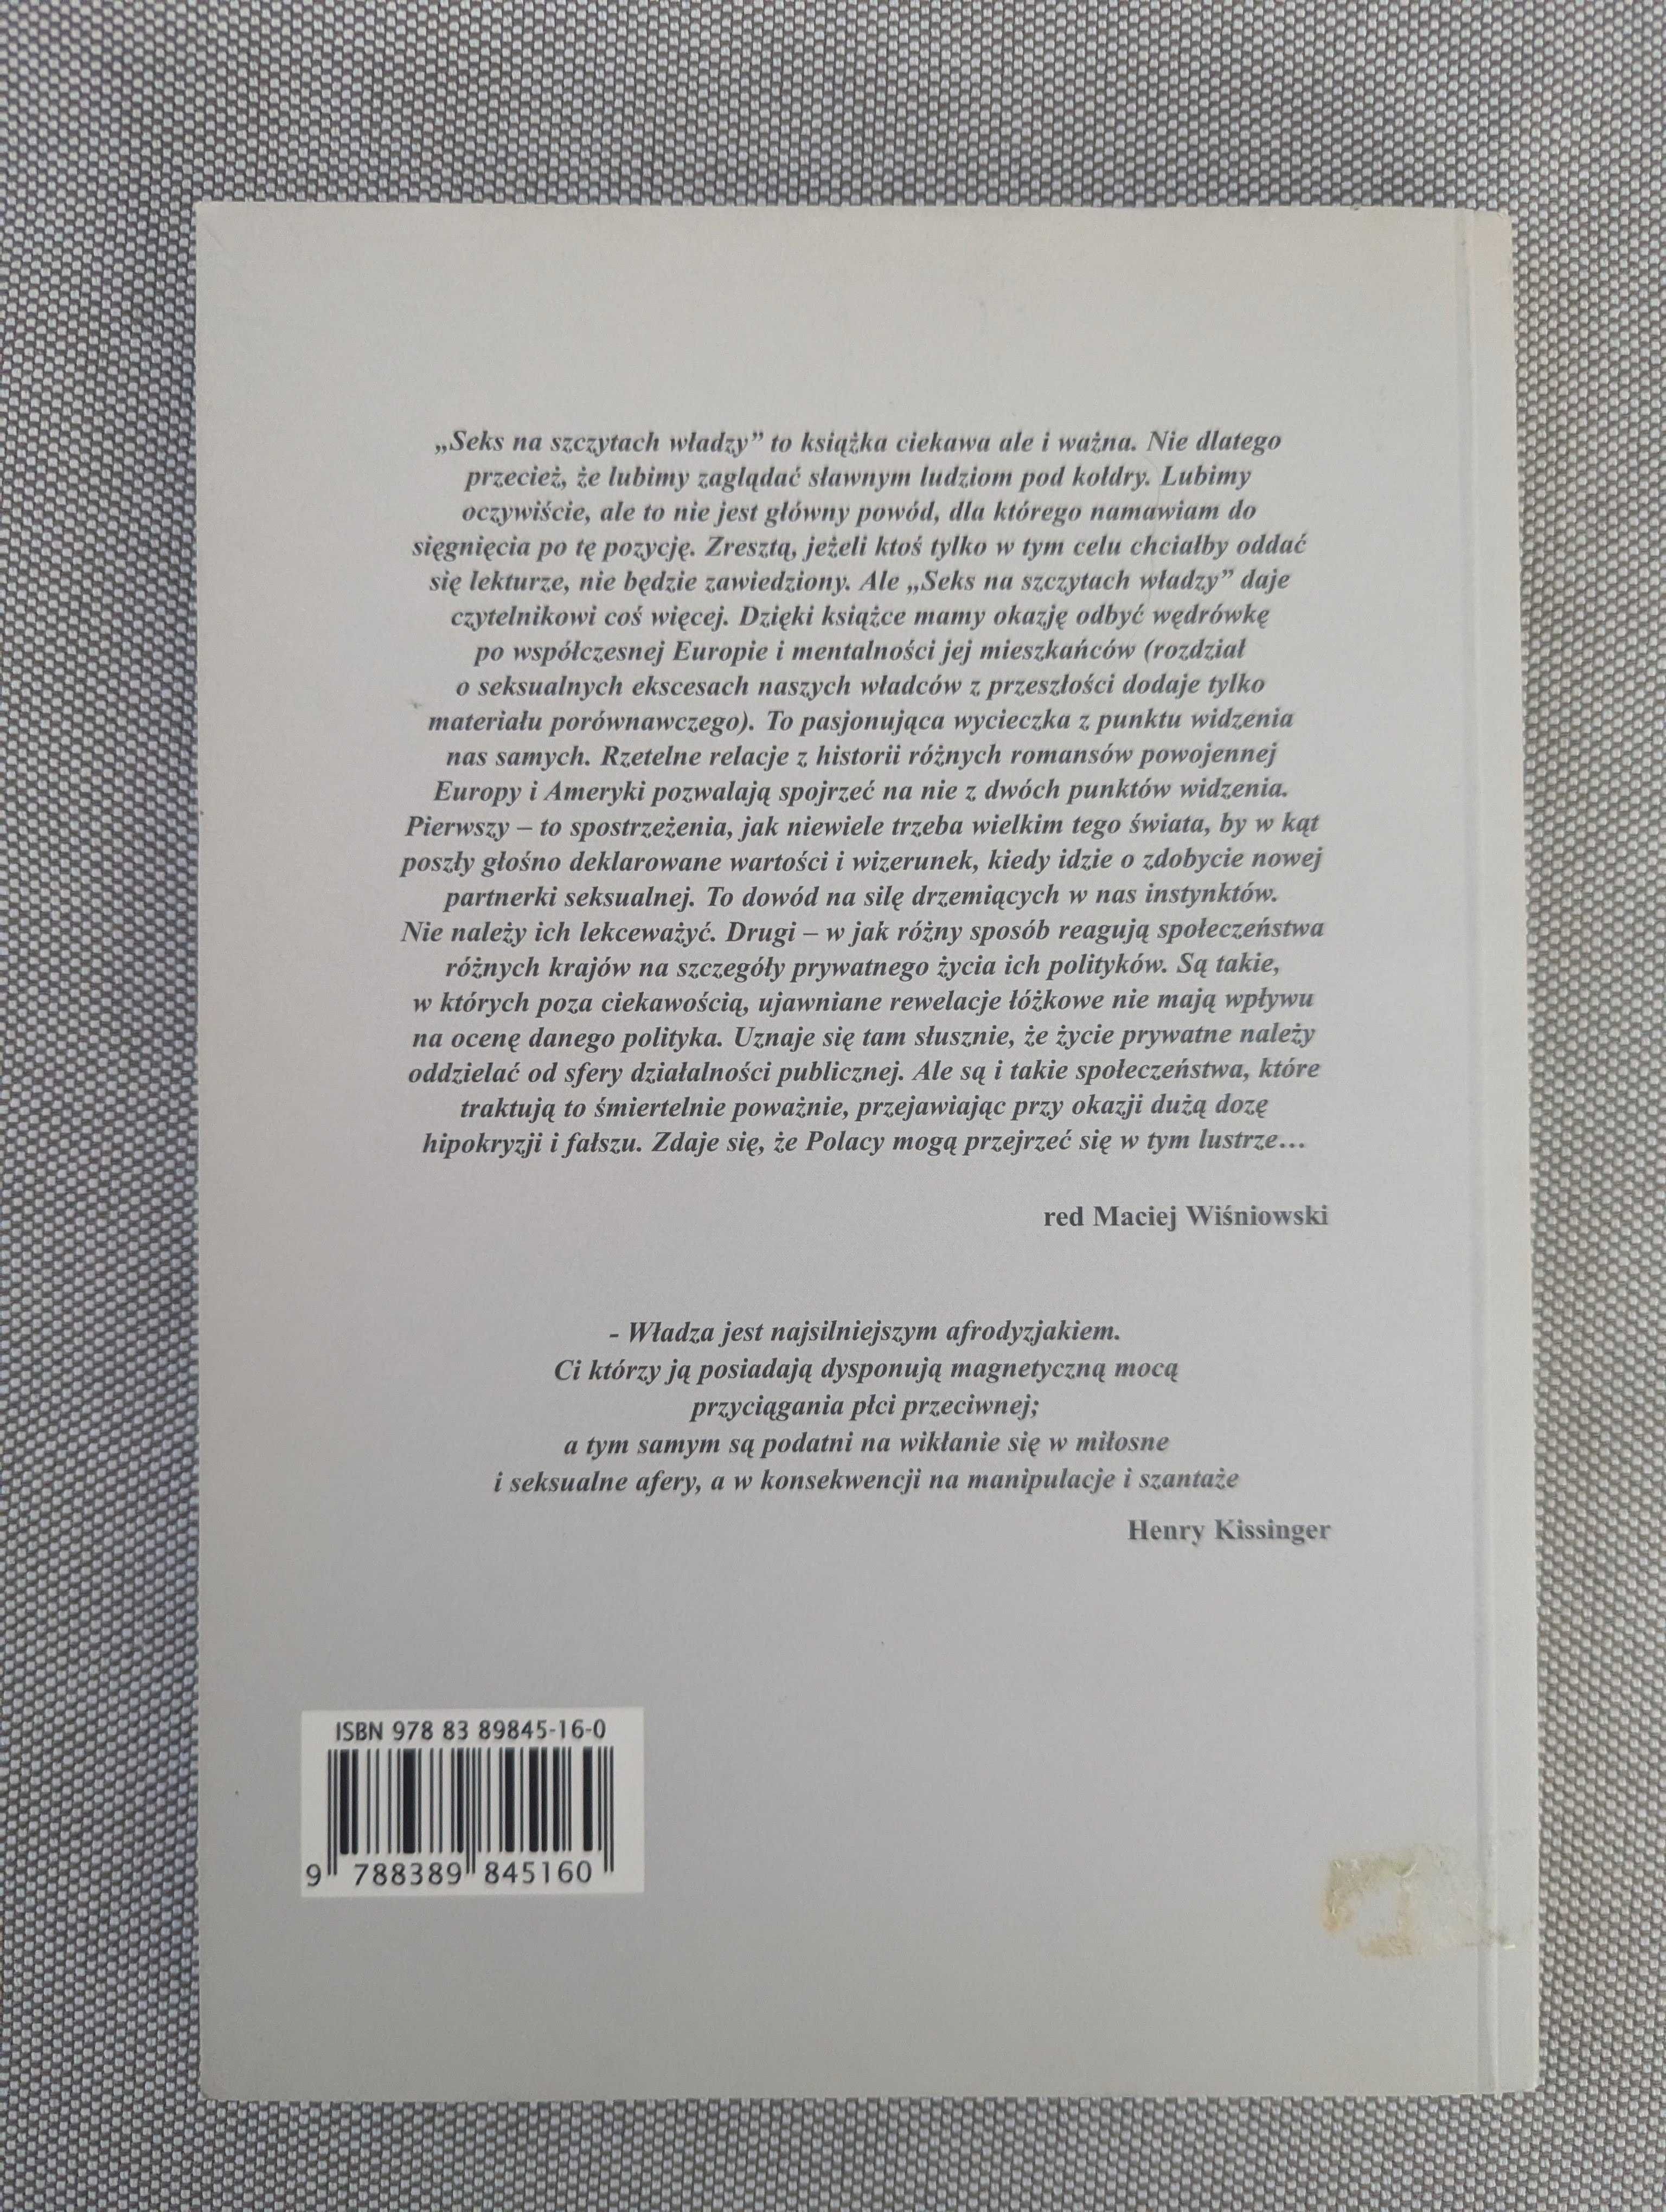 „Seks na szczytach władzy” to książka ciekawa ale i ważna. Nie dlatego
przecież, że lubimy zaglądać sławnym ludziom pod kołdry. Lubimy
oczywiście, ale to nie jest główny powód, dla którego namawiam do
sięgnięcia po tę pozycję. Zresztą, jeżeli ktoś tylko w tym celu chciałby oddać
się lekturze, nie będzie zawiedziony. Ale „Seks na szczytach władzy” daje
czytelnikowi coś więcej. Dzięki książce mamy okazję odbyć wędrówkę
po współczesnej Europie i mentalności jej mieszkańców (rozdział
o seksualnych ekscesach naszych władców z przeszłości dodaje tylko
materiału porównawczego). To pasjonująca wycieczka z punktu widzenia
nas samych. Rzetelne relacje z historii różnych romansów powojennej
Europy i Ameryki pozwalają spojrzeć na nie z dwóch punktów widzenia.
Pierwszy – to spostrzeżenia, jak niewiele trzeba wielkim tego świata, by w kąt
poszły głośno deklarowane wartości i wizerunek, kiedy idzie o zdobycie nowej
partnerki seksualnej. To dowód na siłę drzemiących w nas instynktów.
Nie należy ich lekceważyć. Drugi – w jak różny sposób reagują społeczeństwa
różnych krajów na szczegóły prywatnego życia ich polityków. Są takie,
w których poza ciekawością, ujawniane rewelacje łóżkowe nie mają wpływu
na ocenę danego polityka. Uznaje się tam słusznie, że życie prywatne należy
oddzielać od sfery działalności publicznej. Ale są i takie społeczeństwa, które
traktują to śmiertelnie poważnie, przejawiając przy okazji dużą dozę
hipokryzji i fałszu. Zdaje się, że Polacy mogą przejrzeć się w tym lustrze…
red Maciej Wiśniowski
- Władza jest najsilniejszym afrodyzjakiem.
Ci którzy ją posiadają dysponują magnetyczną mocą
przyciągania płci przeciwnej;
a tym samym są podatni na wikłanie się w miłosne
i seksualne afery, a w konsekwencji na manipulacje i szantaże
Henry Kissinger
ISBN 978 83 89845-16-0
9 788389 845160